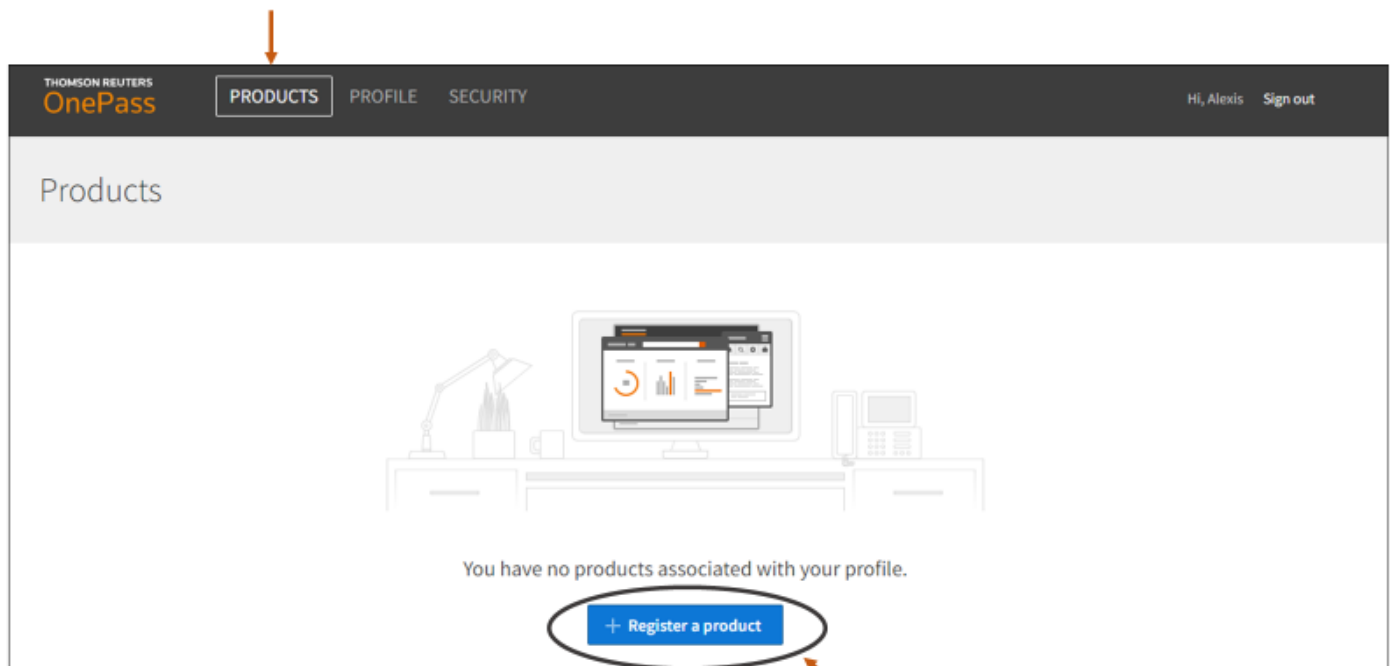 THOMSON REUTERS
OnePass
PRODUCTS PROFILE SECURITY
Hi, Alexis Sign out
Products
You have no products associated with your profile.
+ Register a product